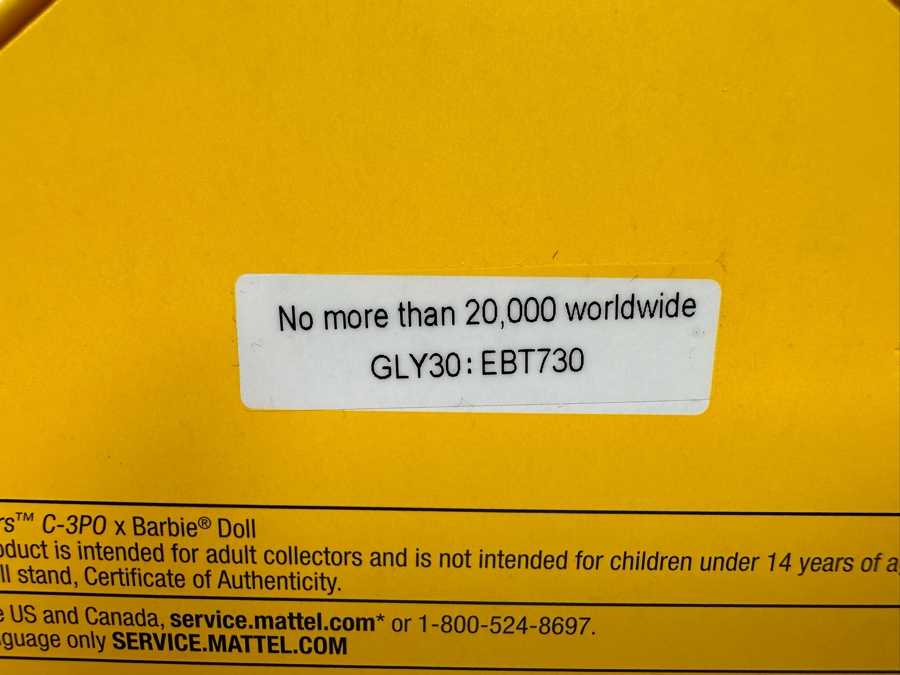 No more than 20,000 worldwide
GLY30: EBT730
rs™ C-3PO x Barbie® Doll
oduct is intended for adult collectors and is not intended for children under 14 years of a
ll stand, Certificate of Authenticity.
e US and Canada, service.mattel.com* or 1-800-524-8697.
guage only SERVICE.MATTEL.COM